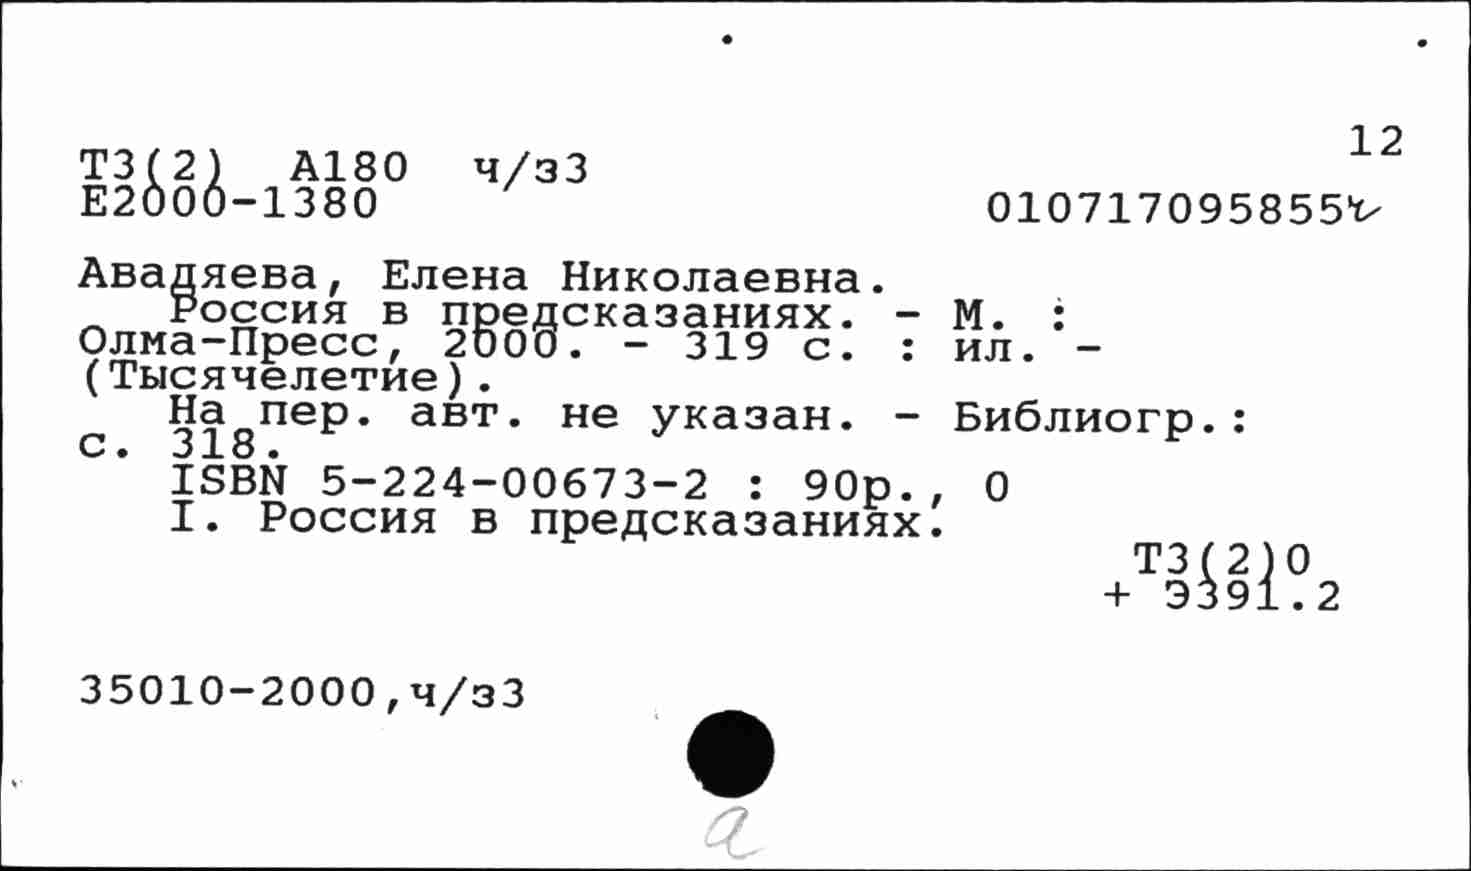 12
Т3(2) А180 ч/з3
Е2000-1380
010717095855
Авадяева, Елена Николаевна.
Россия в предсказаниях. - М. :
Олма-Пресс, 2000. - 319 с. : ил. -
(Тысячелетие).
На пер. авт. не указан. - Библиогр.:
с. 318.
ISBN 5-224-00673-2 : 90р., 0
I. Россия в предсказаниях.
Т3(2)0
+ Э391.2
35010-2000,ч/з3
а